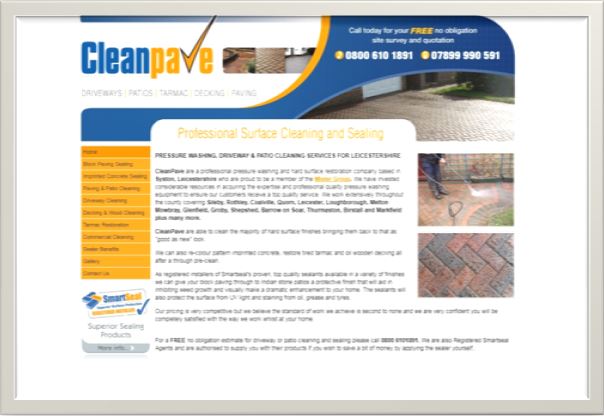 Cleanpave
Call today for your FREE no obligation
site survey and quotation
0800 610 1891 07899 990 591
DRIVEWAYS | PATIOS | TARMAC | DECKING | PAVING
Professional Surface Cleaning and Sealing
Home
Block Paving Sealing
Imprinted Concrete Sealing
Paving & Patio Cleaning
Driveway Cleaning
Decking & Wood Cleaning
Tarmac Restoration
Commercial Cleaning
Sealer Benefits
Gallery
Contact Us
SmartSeal
Superior Sealing
Products
More info...
PRESSURE WASHING, DRIVEWAY & PATIO CLEANING SERVICES FOR LEICESTERSHIRE
CleanPave are a professional pressure washing and hard surface restoration company based in
Syston, Leicestershire who are proud to be a member of the We have invested
considerable resources in acquiring the expertise and professional quality pressure washing
equipment to ensure our customers receive a top quality service. We work extensively throughout
the county covering Sileby, Rothley, Coalville, Quorn, Leicester, Loughborough, Melton
Mowbray, Glenfield, Groby, Shepshed, Barrow on Soar, Thurmaston, Birstall and Markfield
plus many more.
CleanPave are able to clean the majority of hard surface finishes bringing them back to that as
"good as new" look.
We can also re-colour pattern imprinted concrete, restore tired tarmac and oil wooden decking all
after a through pre-clean.
As registered installers of Smartseal's proven, top quality sealants available in a variety of finishes
we can give your block paving through to Indian stone patios a protective finish that will aid in
inhibiting weed growth and visually make a dramatic enhancement to your home. The sealants will
also protect the surface from UV light and staining from oil, grease and tyres.
Our pricing is very competitive but we believe the standard of work we achieve is second to none and we are very confident you will be
completely satisfied with the way we work whilst at your home.
For a FREE no obligation estimate for driveway or patio cleaning and sealing please call 0800 6101891. We are also Registered Smartseal
Agents and are authorised to supply you with their products if you wish to save a bit of money by applying the sealer yourself.